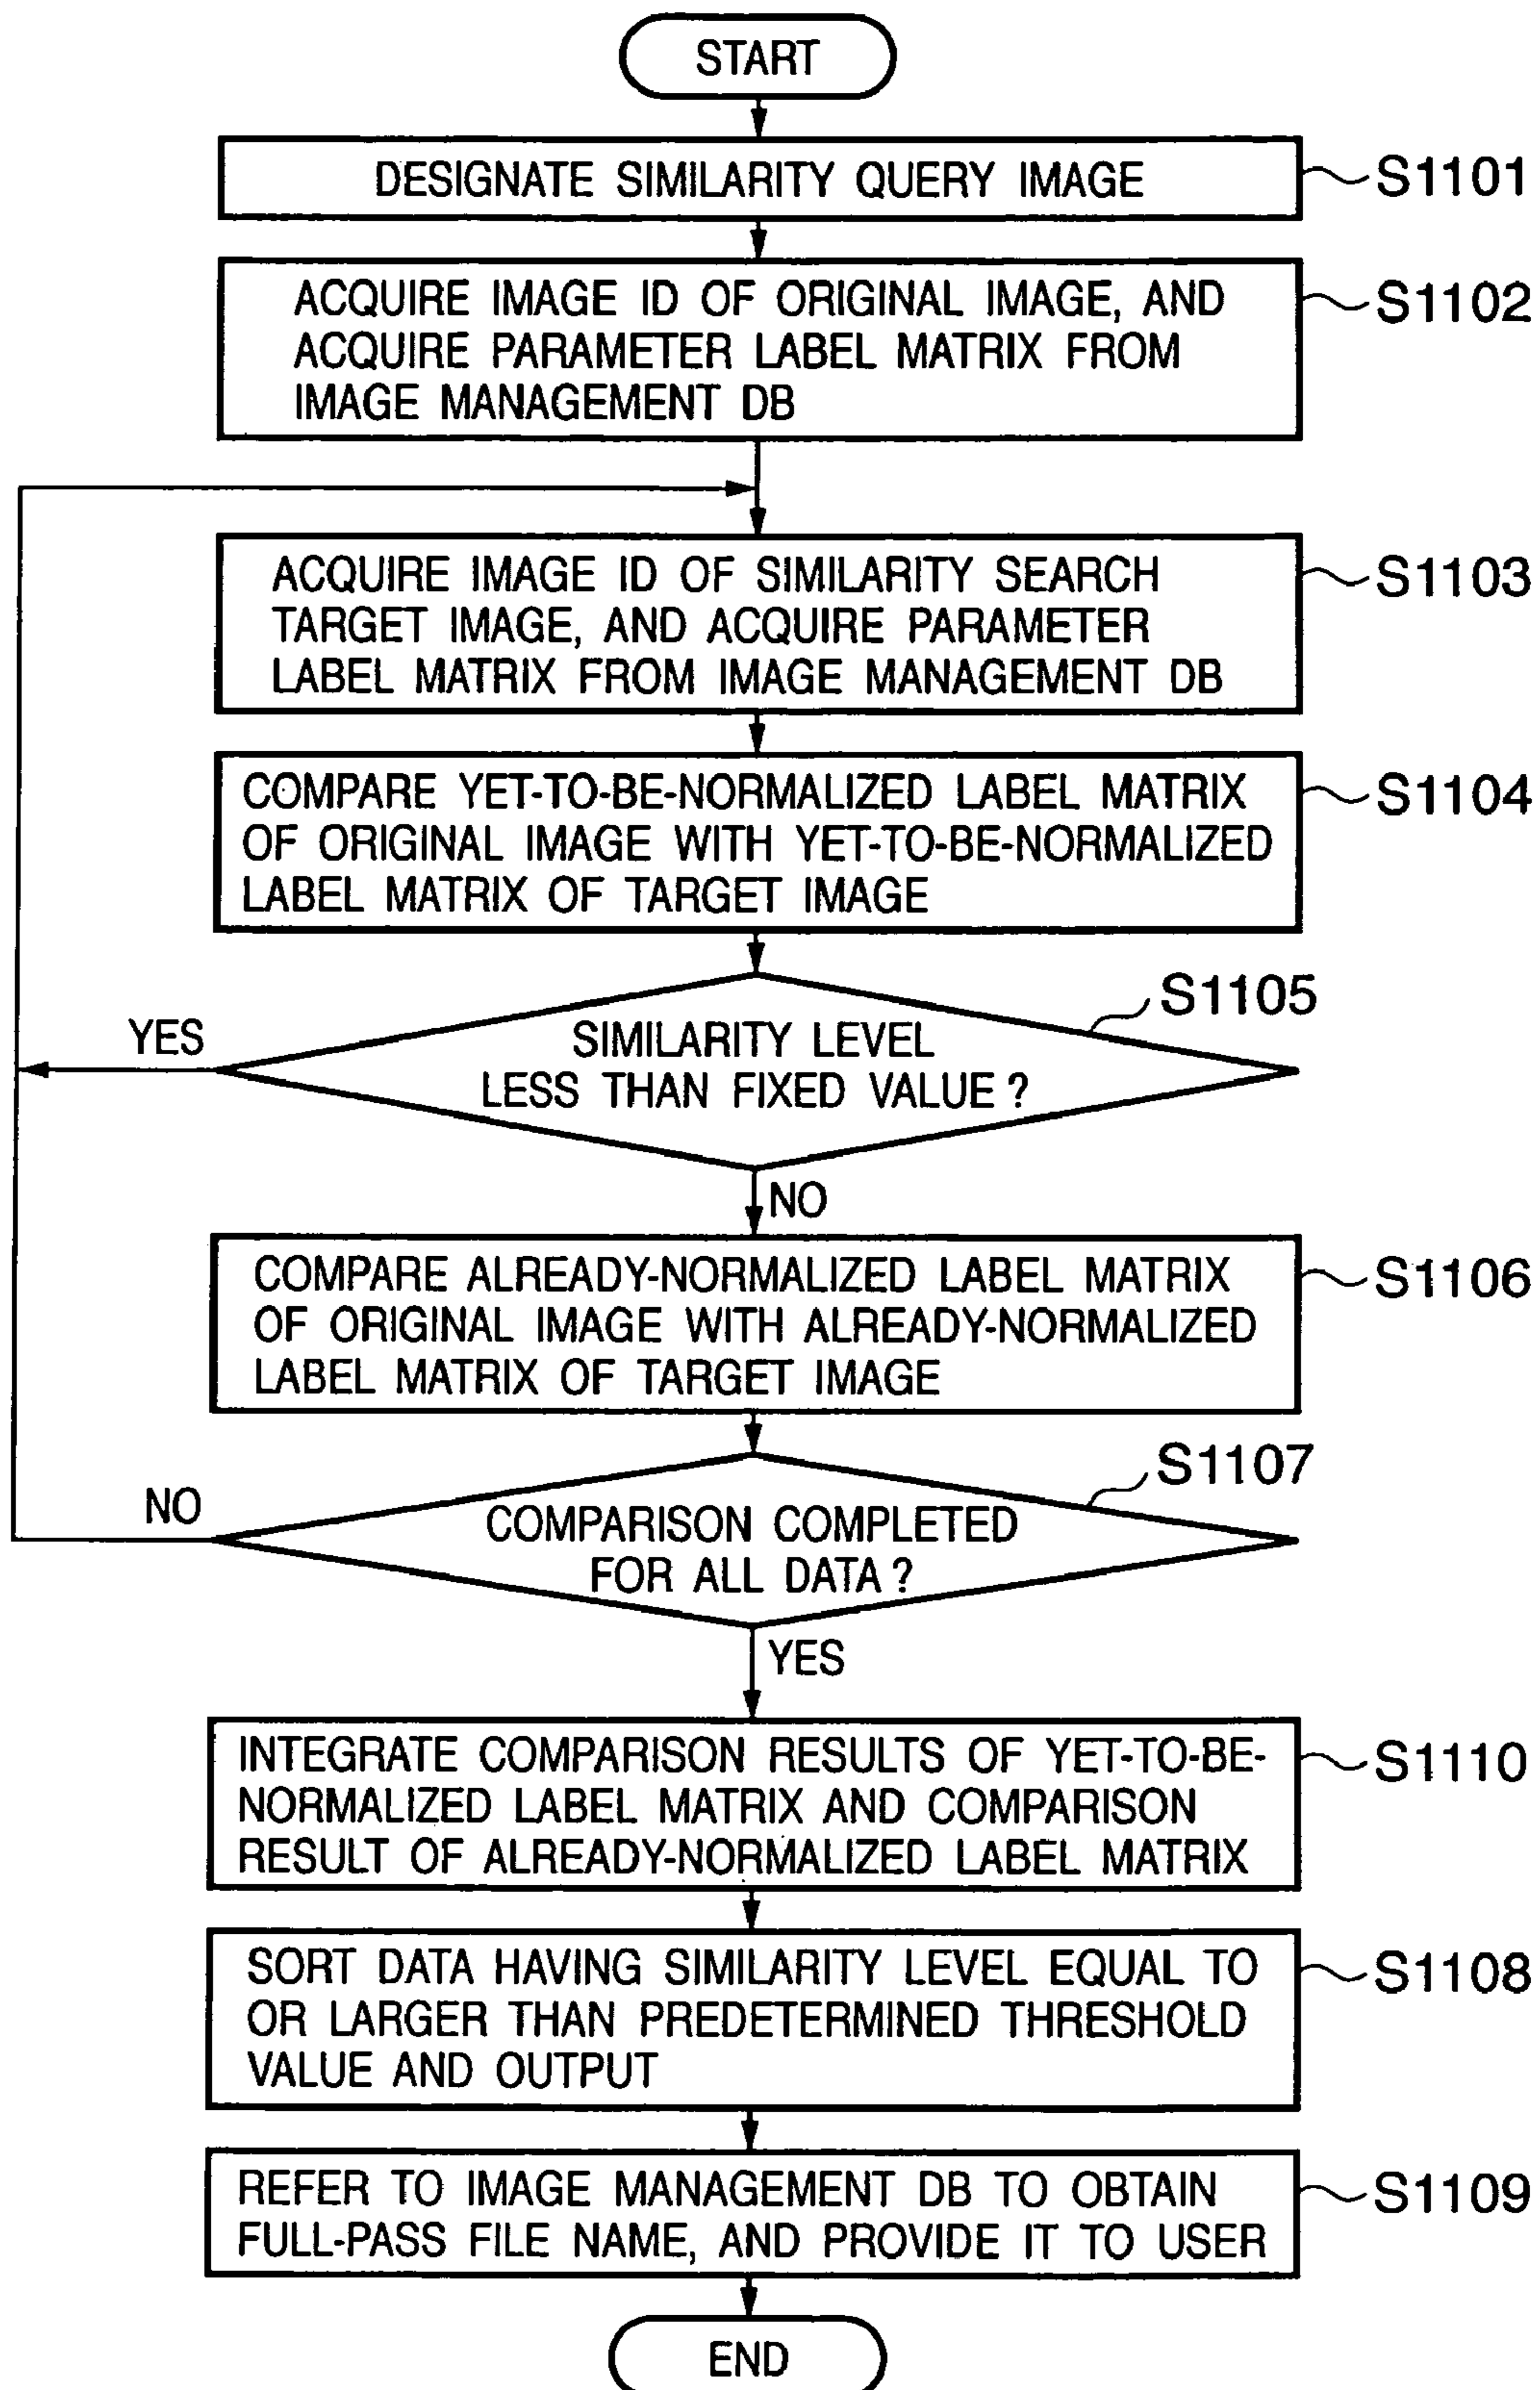 START
DESIGNATE SIMILARITY QUERY IMAGE
S1101
ACQUIRE IMAGE ID OF ORIGINAL IMAGE, AND
ACQUIRE PARAMETER LABEL MATRIX FROM
IMAGE MANAGEMENT DB
S1102
ACQUIRE IMAGE ID OF SIMILARITY SEARCH
TARGET IMAGE, AND ACQUIRE PARAMETER
LABEL MATRIX FROM IMAGE MANAGEMENT DB
S1103
COMPARE YET-TO-BE-NORMALIZED LABEL MATRIX
OF ORIGINAL IMAGE WITH YET-TO-BE-NORMALIZED
LABEL MATRIX OF TARGET IMAGE
S1104
S1105
YES
SIMILARITY LEVEL
LESS THAN FIXED VALUE ?
NO
COMPARE ALREADY-NORMALIZED LABEL MATRIX
OF ORIGINAL IMAGE WITH ALREADY-NORMALIZED
LABEL MATRIX OF TARGET IMAGE
S1106
S1107
NO
COMPARISON COMPLETED
FOR ALL DATA ?
YES
INTEGRATE COMPARISON RESULTS OF YET-TO-BE-
NORMALIZED LABEL MATRIX AND COMPARISON
RESULT OF ALREADY-NORMALIZED LABEL MATRIX
S1110
SORT DATA HAVING SIMILARITY LEVEL EQUAL TO
OR LARGER THAN PREDETERMINED THRESHOLD
VALUE AND OUTPUT
S1108
REFER TO IMAGE MANAGEMENT DB TO OBTAIN
FULL-PASS FILE NAME, AND PROVIDE IT TO USER
S1109
END